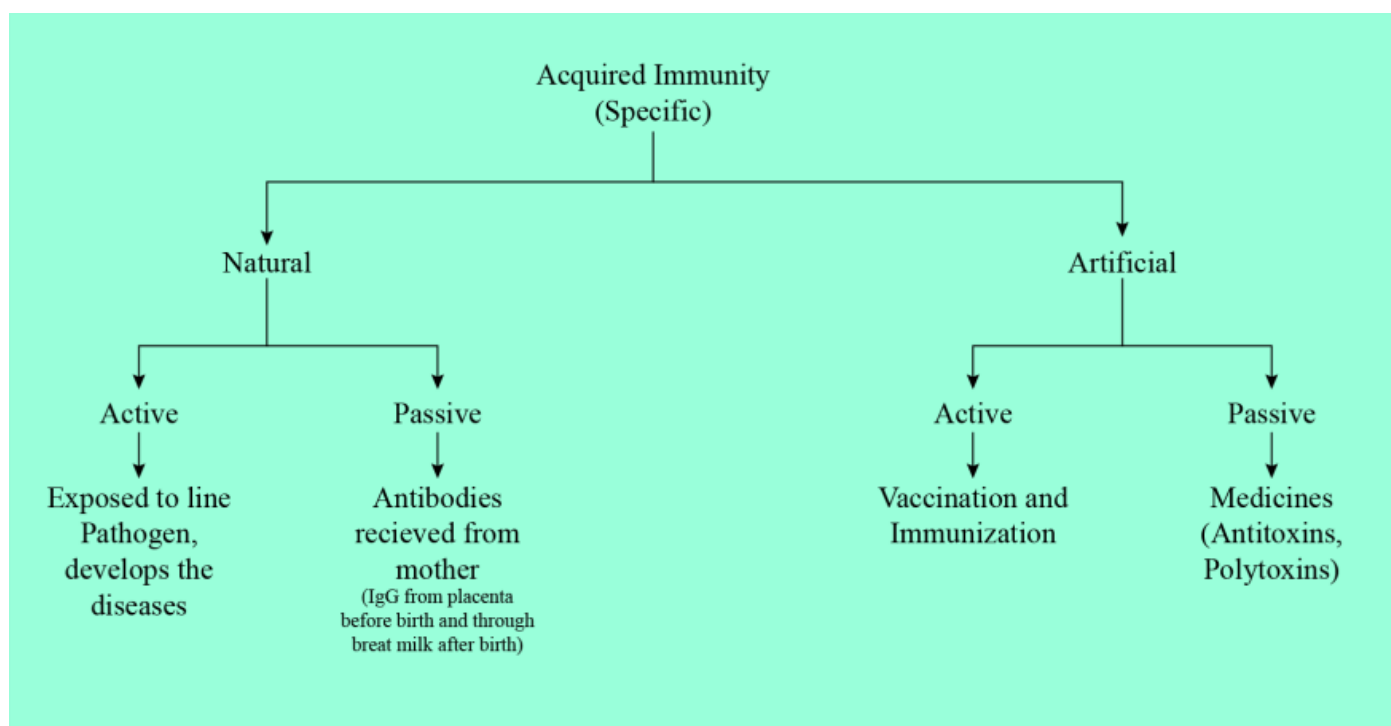 Acquired Immunity
(Specific)
Natural
Artificial
Active
Passive
Active
Passive
Exposed to line
Pathogen,
develops the
diseases
Antibodies
recieved from
mother
(IgG from placenta
before birth and through
breat milk after birth)
Vaccination and
Immunization
Medicines
(Antitoxins,
Polytoxins)